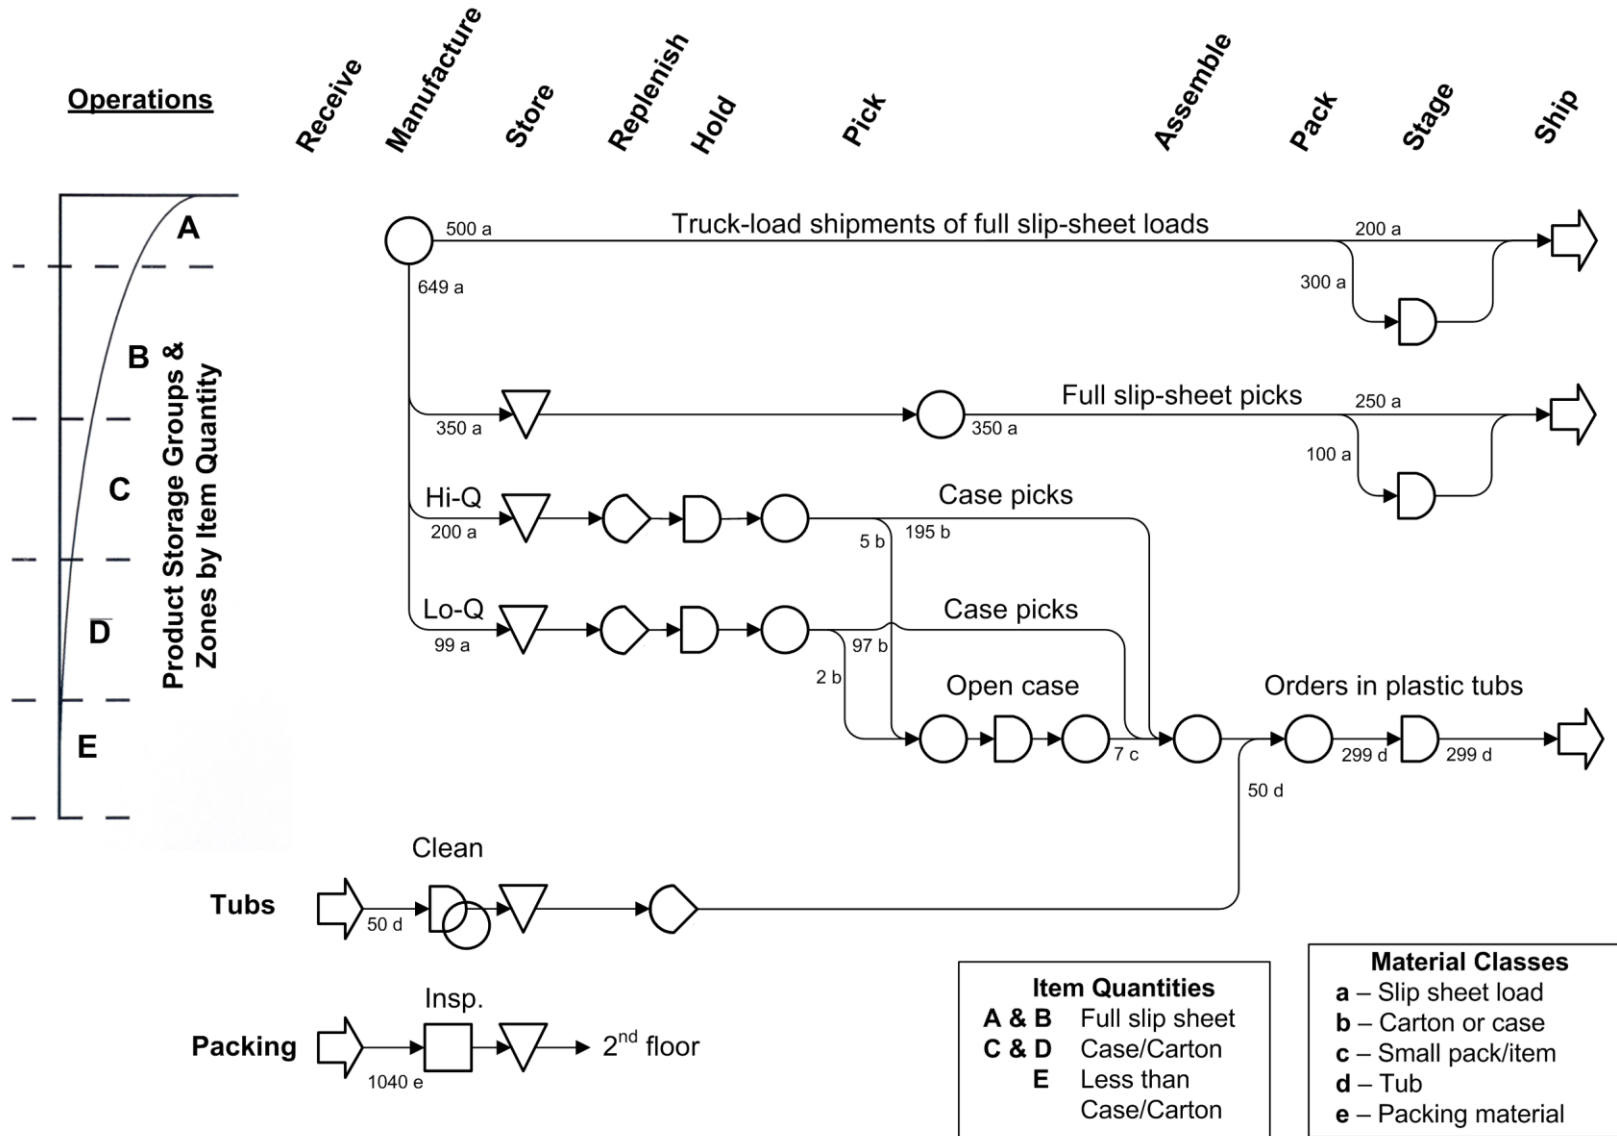 Operations
Receive
Manufacture
Store
Replenish
Hold
Pick
Assemble
Pack
Stage
Ship
A
B
C
D
E
Product Storage Groups &
Zones by Item Quantity
500 a
Truck-load shipments of full slip-sheet loads
200 a
649 a
300 a
Full slip-sheet picks
250 a
350 a
350 a
100 a
Hi-Q
Case picks
200 a
5 b
195 b
Lo-Q
Case picks
99 a
97 b
2 b
Open case
Orders in plastic tubs
7 c
299 d
299 d
50 d
Clean
Tubs
50 d
Insp.
Packing
2nd floor
1040 e
Item Quantities
A & B Full slip sheet
C & D Case/Carton
E Less than
Case/Carton
Material Classes
a – Slip sheet load
b – Carton or case
c – Small pack/item
d – Tub
e – Packing material